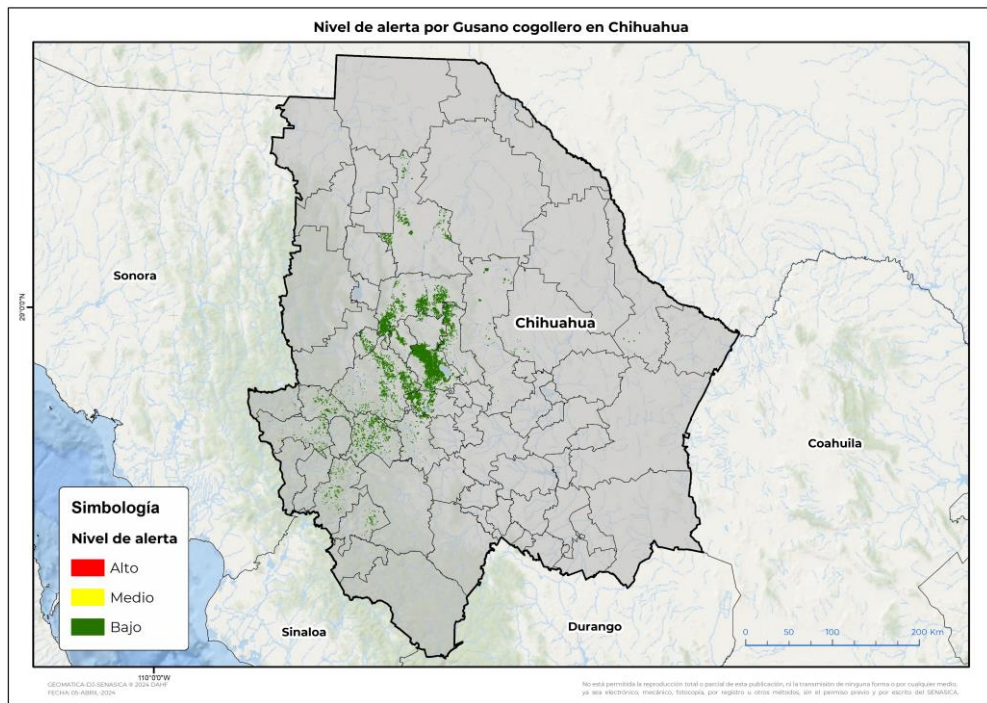 Nivel de alerta por Gusano cogollero en Chihuahua
Sonora
29°0'0"N
Chihuahua
Coahuila
Simbología
Nivel de alerta
Alto
Medio
Bajo
Sinaloa
Durango
0 50 100 200 Km
110°0'0"W
GEOMÁTICA-CG-SENASICA © 2024 DAHF
FECHA: 05-ABRIL-2024
No está permitida la reproducción total o parcial de esta publicación, ni la transmisión de ninguna forma o por cualquier medio,
ya sea electrónico, mecánico, fotocopia, por registro u otros métodos, sin el permiso previo y por escrito del SENASICA.